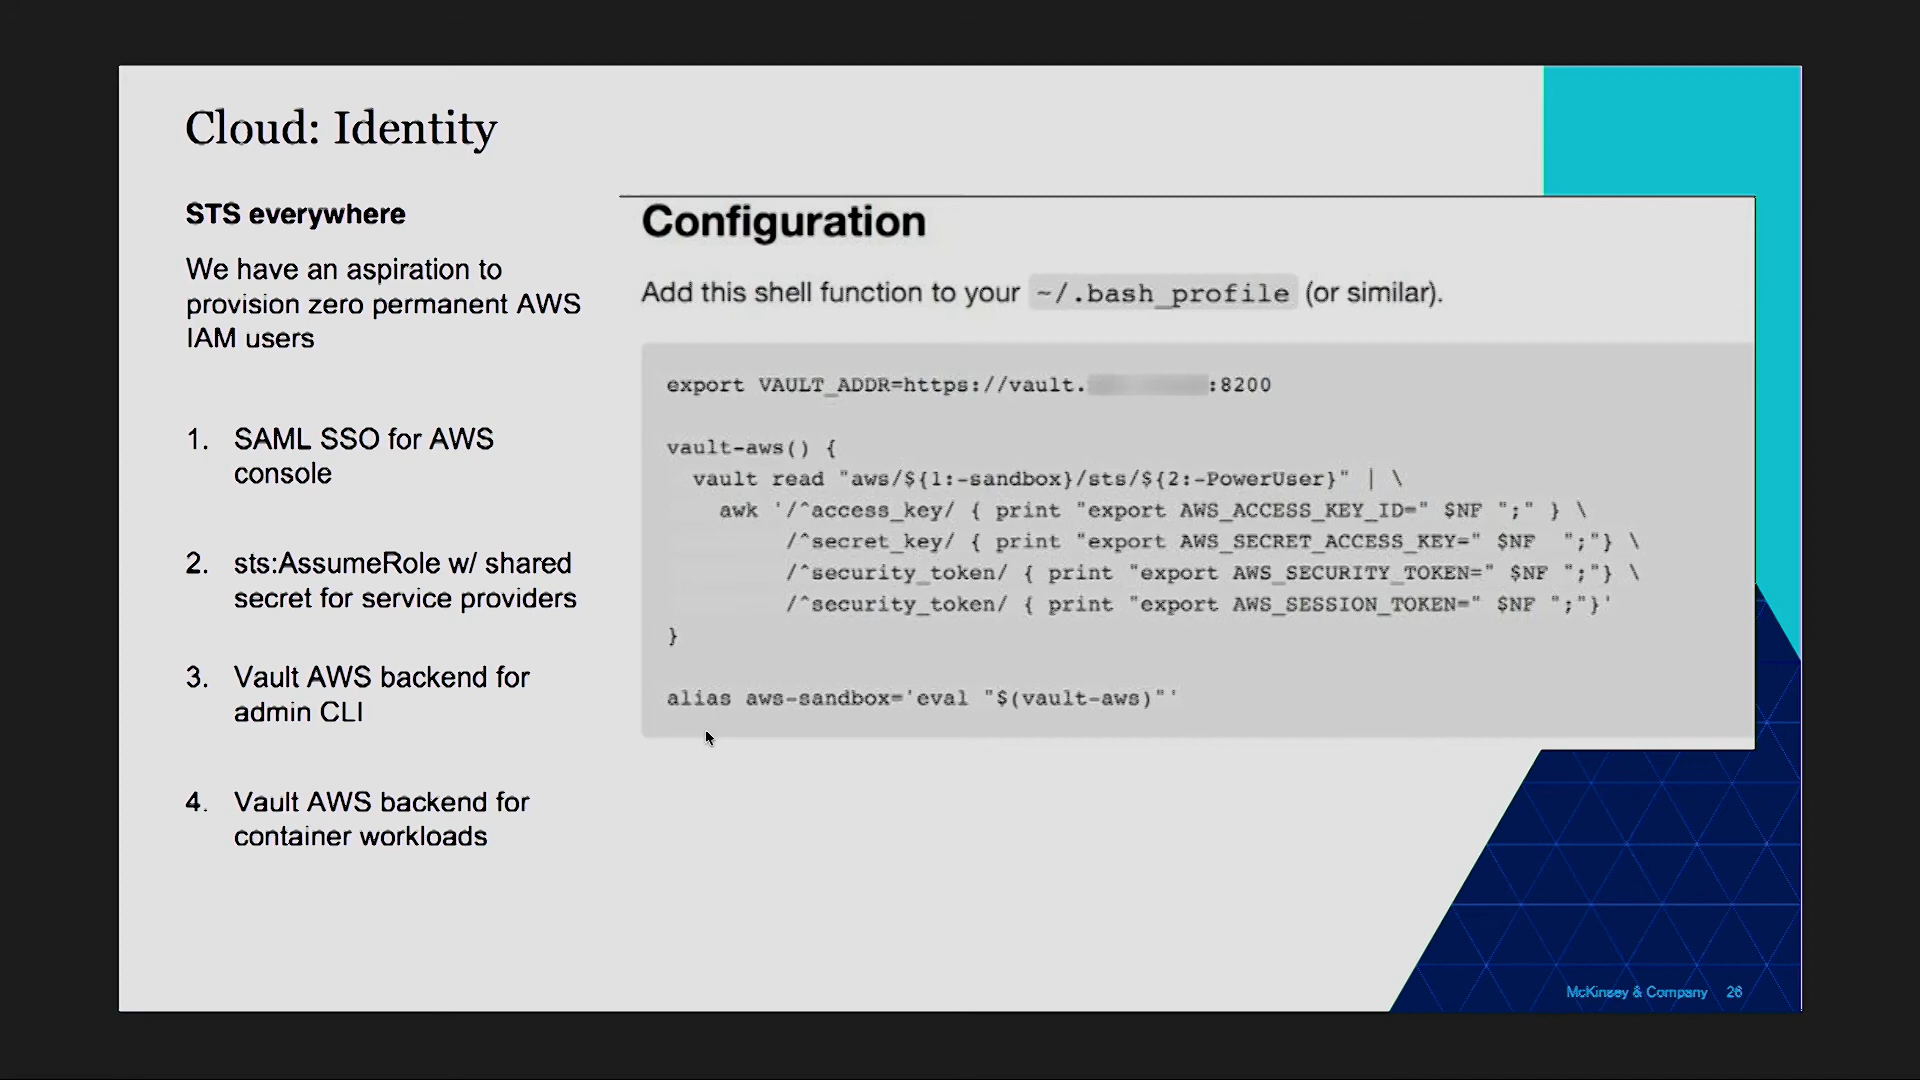 Cloud: Identity
STS everywhere
We have an aspiration to
provision zero permanent AWS
IAM users
1. SAML SSO for AWS
console
2. sts:AssumeRole w/ shared
secret for service providers
3. Vault AWS backend for
admin CLI
4. Vault AWS backend for
container workloads
Configuration
Add this shell function to your ~/.bash_profile (or similar).
export VAULT_ADDR=https://vault. :8200
vault-aws() {
vault read "aws/${1:-sandbox}/sts/${2:-PowerUser}" | \
awk '/^access_key/ { print "export AWS_ACCESS_KEY_ID=" $NF ";" } \
/^secret_key/ { print "export AWS_SECRET_ACCESS_KEY=" $NF ";"} \
/^security_token/ { print "export AWS_SECURITY_TOKEN=" $NF ";"} \
/^security_token/ { print "export AWS_SESSION_TOKEN=" $NF ";"}'
}
alias aws-sandbox='eval "$(vault-aws)"'
McKinsey & Company 26